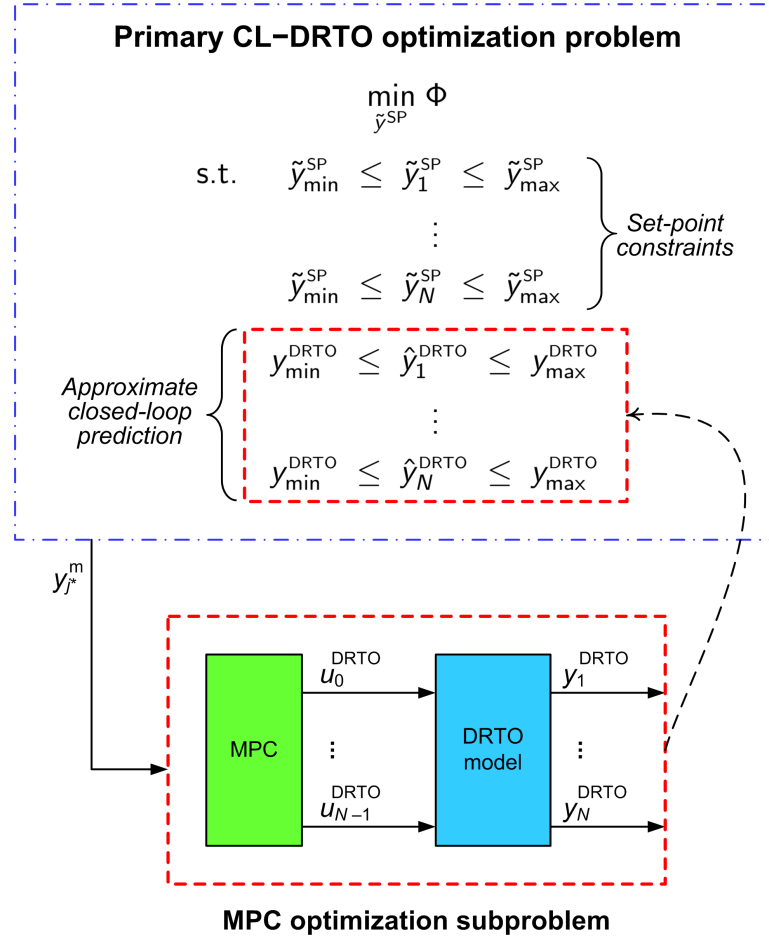 Primary CL−DRTO optimization problem
min Φ
ỹ^SP
s.t. ỹ^SP_min ≤ ỹ^SP_1 ≤ ỹ^SP_max
⋮
Set-point
constraints
ỹ^SP_min ≤ ỹ^SP_N ≤ ỹ^SP_max
y^DRTO_min ≤ ŷ^DRTO_1 ≤ y^DRTO_max
Approximate
closed-loop
prediction
⋮
y^DRTO_min ≤ ŷ^DRTO_N ≤ y^DRTO_max
y^m_j*
u^DRTO_0
y^DRTO_1
MPC
⋮
DRTO
model
⋮
u^DRTO_N−1
y^DRTO_N
MPC optimization subproblem